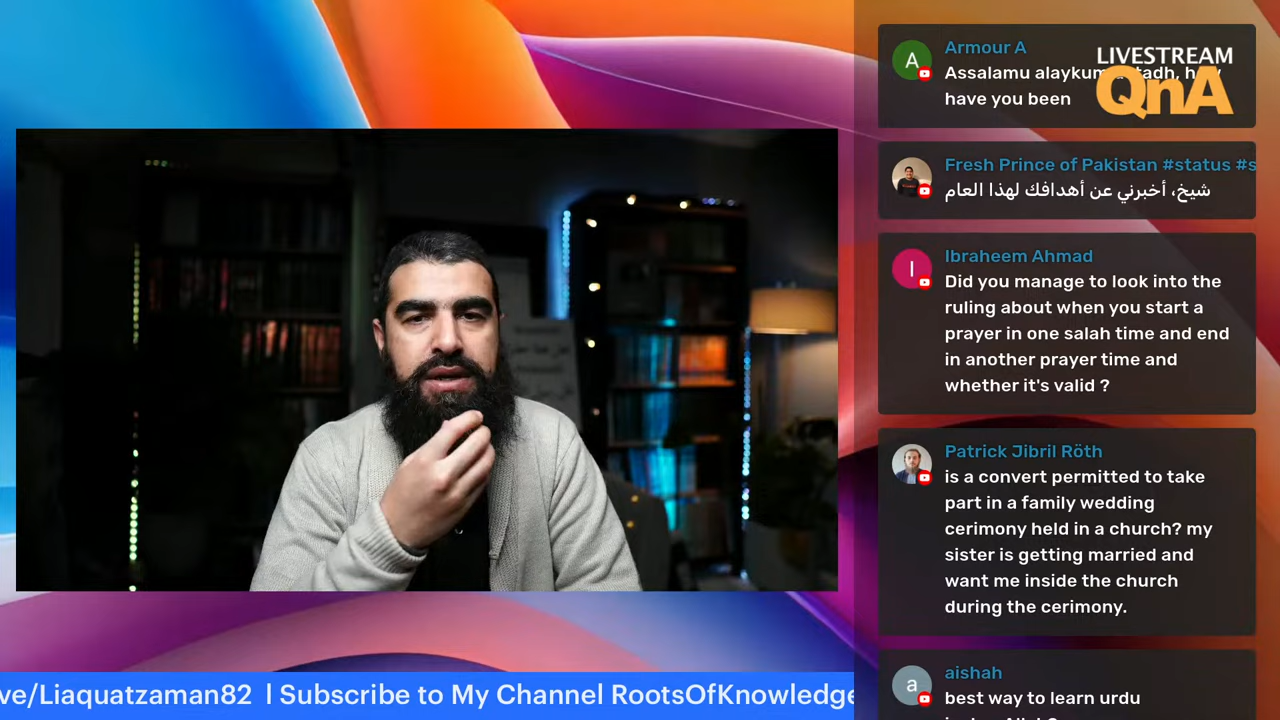 LIVESTREAM
QnA
Armour A
Assalamu alaykum
have you been
Fresh Prince of Pakistan #status #s
شيخ، أخبرني عن أهدافك لهذا العام
Ibraheem Ahmad
Did you manage to look into the
ruling about when you start a
prayer in one salah time and end
in another prayer time and
whether it's valid ?
Patrick Jibril Röth
is a convert permitted to take
part in a family wedding
cerimony held in a church? my
sister is getting married and
want me inside the church
during the cerimony.
aishah
best way to learn urdu
ve/Liaquatzaman82 | Subscribe to My Channel RootsOfKnowledge